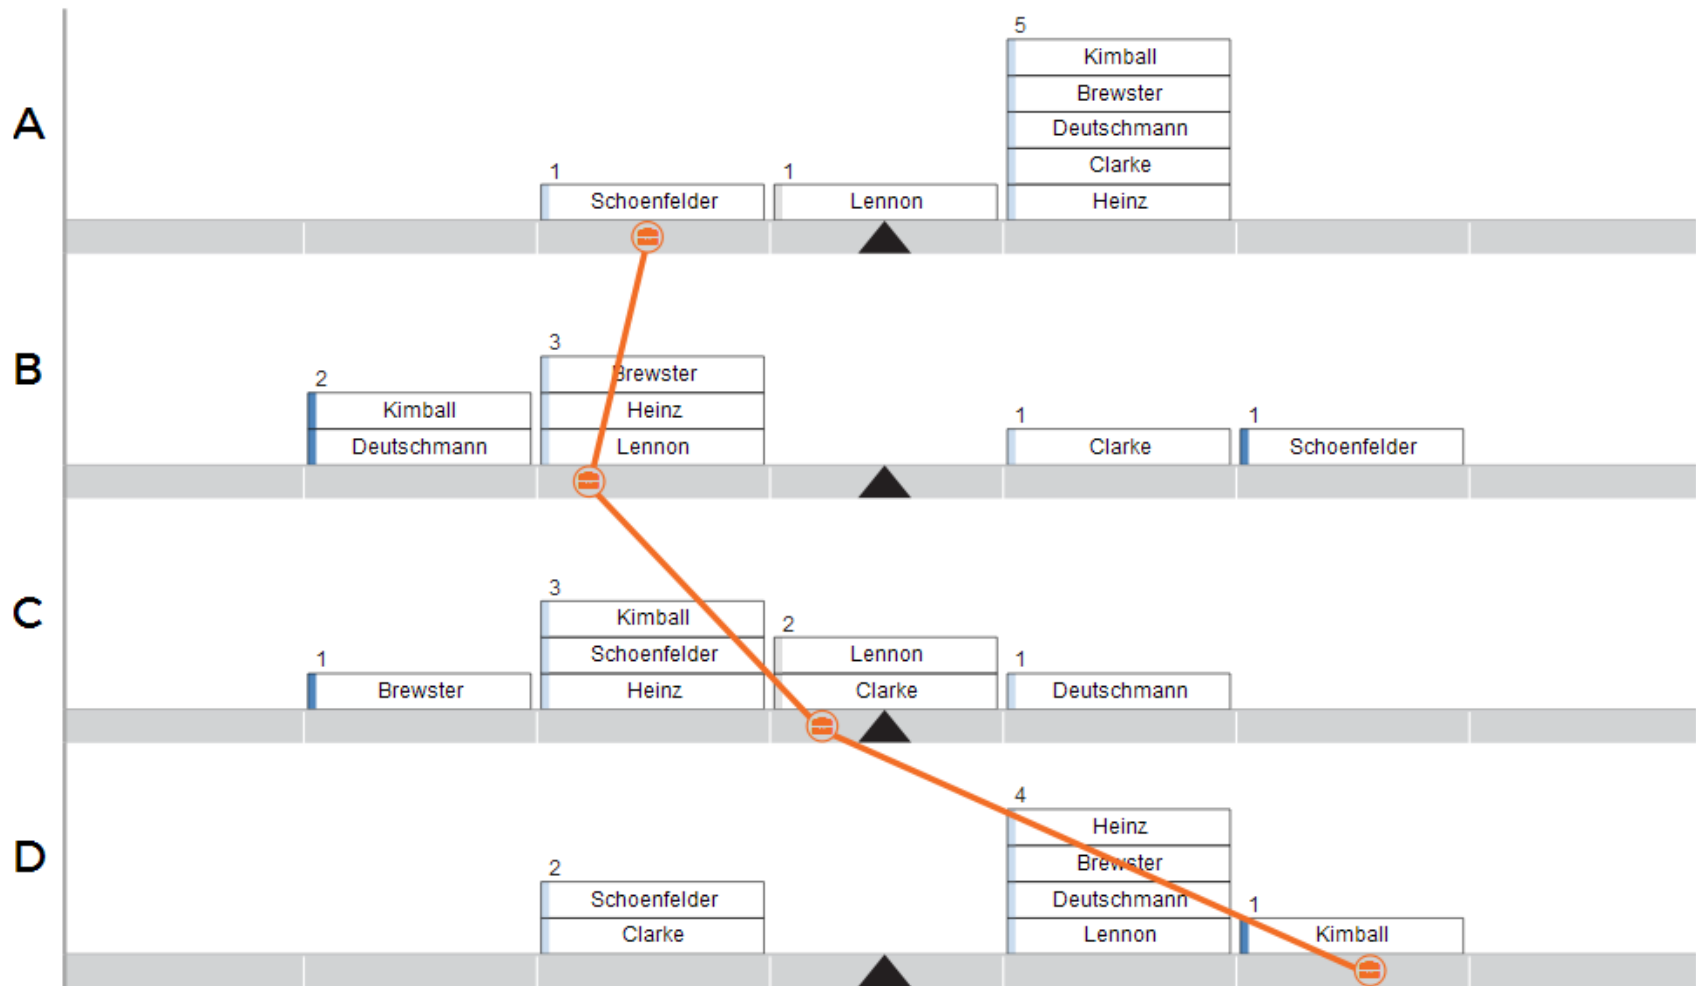 5
Kimball
Brewster
A
Deutschmann
Clarke
1
1
Schoenfelder
Lennon
Heinz
3
B
2
Brewster
Kimball
Heinz
1
1
Deutschmann
Lennon
Clarke
Schoenfelder
3
C
Kimball
2
1
Schoenfelder
Lennon
1
Brewster
Heinz
Clarke
Deutschmann
4
Heinz
D
2
Brewster
Schoenfelder
Deutschmann
1
Clarke
Lennon
Kimball